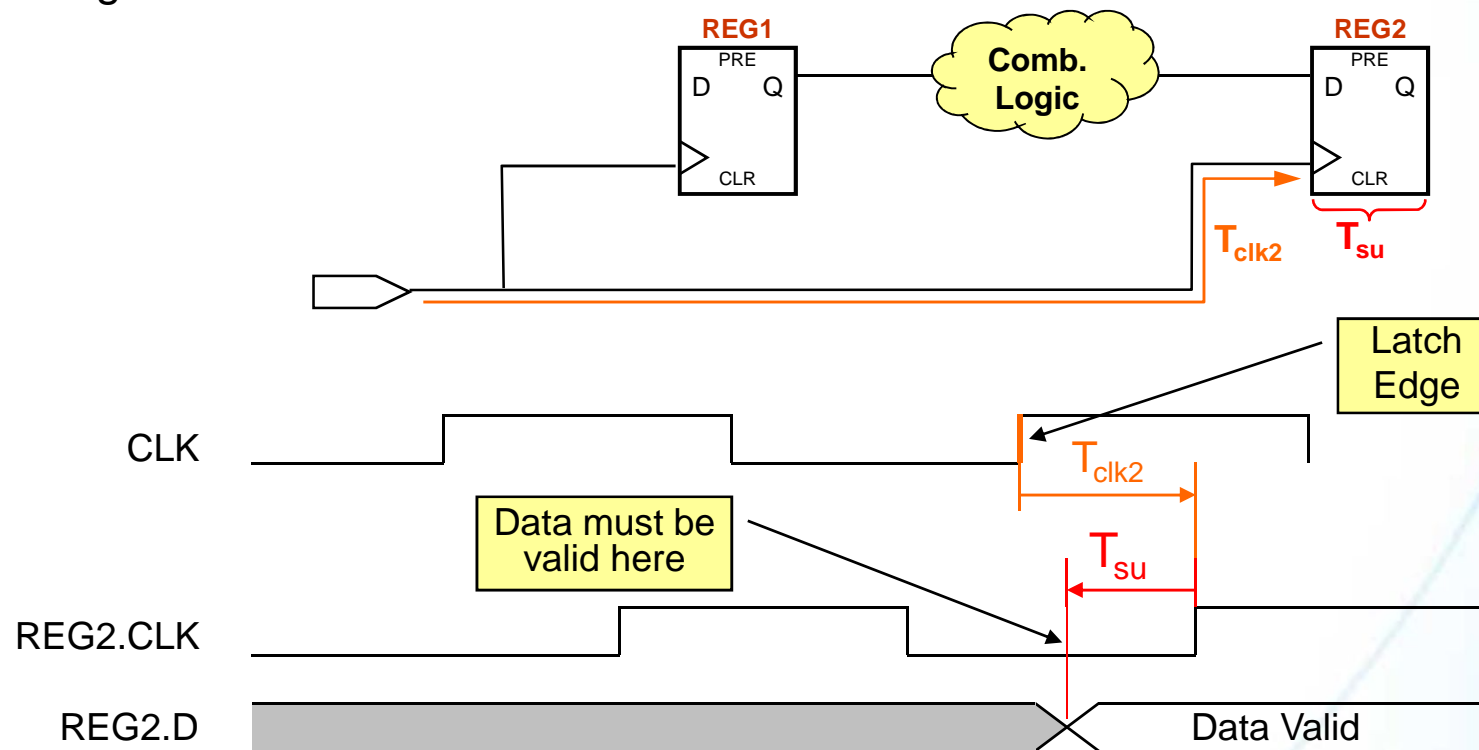 REG1
REG2
PRE
D Q
CLR
Comb.
Logic
PRE
D Q
CLR
Tclk2
Tsu
Latch
Edge
CLK
Tclk2
Data must be
valid here
Tsu
REG2.CLK
REG2.D
Data Valid